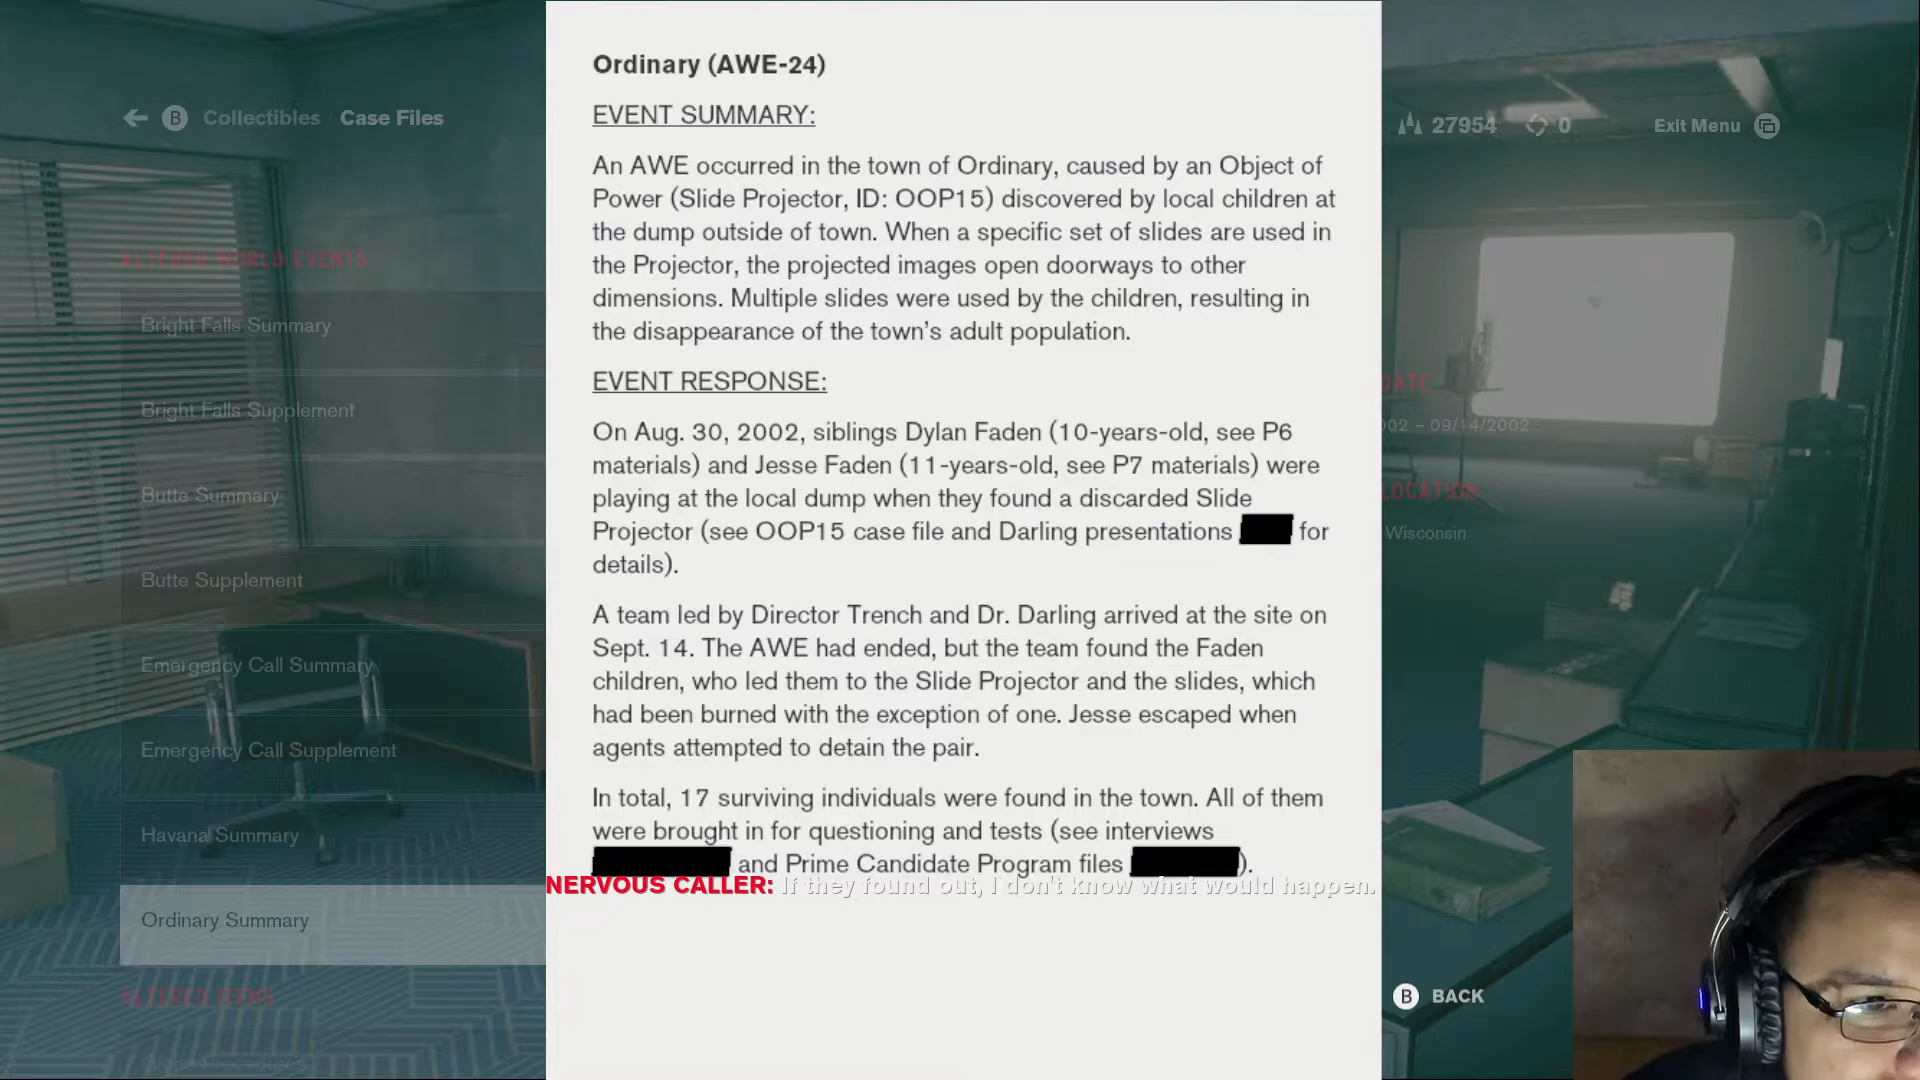 Ordinary (AWE-24)
EVENT SUMMARY:
An AWE occurred in the town of Ordinary, caused by an Object of
Power (Slide Projector, ID: OOP15) discovered by local children at
the dump outside of town. When a specific set of slides are used in
the Projector, the projected images open doorways to other
dimensions. Multiple slides were used by the children, resulting in
the disappearance of the town's adult population.
EVENT RESPONSE:
On Aug. 30, 2002, siblings Dylan Faden (10-years-old, see P6
materials) and Jesse Faden (11-years-old, see P7 materials) were
playing at the local dump when they found a discarded Slide
Projector (see OOP15 case file and Darling presentations for
details).
A team led by Director Trench and Dr. Darling arrived at the site on
Sept. 14. The AWE had ended, but the team found the Faden
children, who led them to the Slide Projector and the slides, which
had been burned with the exception of one. Jesse escaped when
agents attempted to detain the pair.
In total, 17 surviving individuals were found in the town. All of them
were brought in for questioning and tests (see interviews
and Prime Candidate Program files ).
NERVOUS CALLER: If they found out, I don't know what would happen.
B Collectibles Case Files
ALTERED WORLD EVENTS
Bright Falls Summary
Bright Falls Supplement
Butte Summary
Butte Supplement
Emergency Call Summary
Emergency Call Supplement
Havana Summary
Ordinary Summary
ALTERED ITEMS
27954 0 Exit Menu
DATE
002 – 09/14/2002
LOCATION
Wisconsin
B BACK